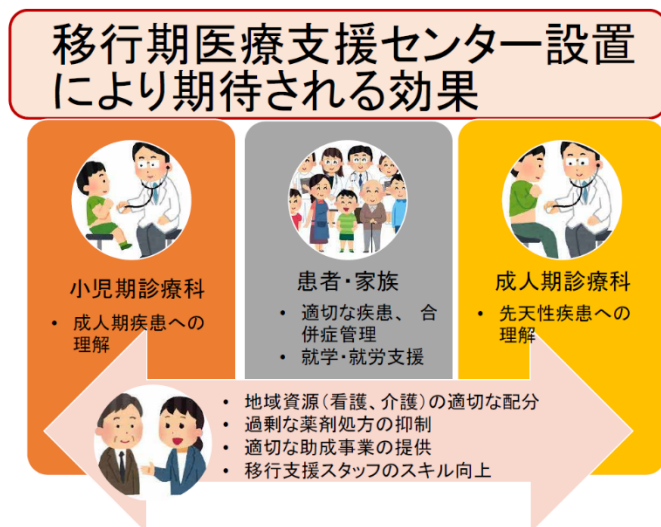 移行期医療支援センター設置
により期待される効果
小児期診療科
• 成人期疾患への
理解
患者・家族
• 適切な疾患、 合
併症管理
• 就学・就労支援
成人期診療科
• 先天性疾患への
理解
• 地域資源(看護、介護)の適切な配分
• 過剰な薬剤処方の抑制
• 適切な助成事業の提供
• 移行支援スタッフのスキル向上